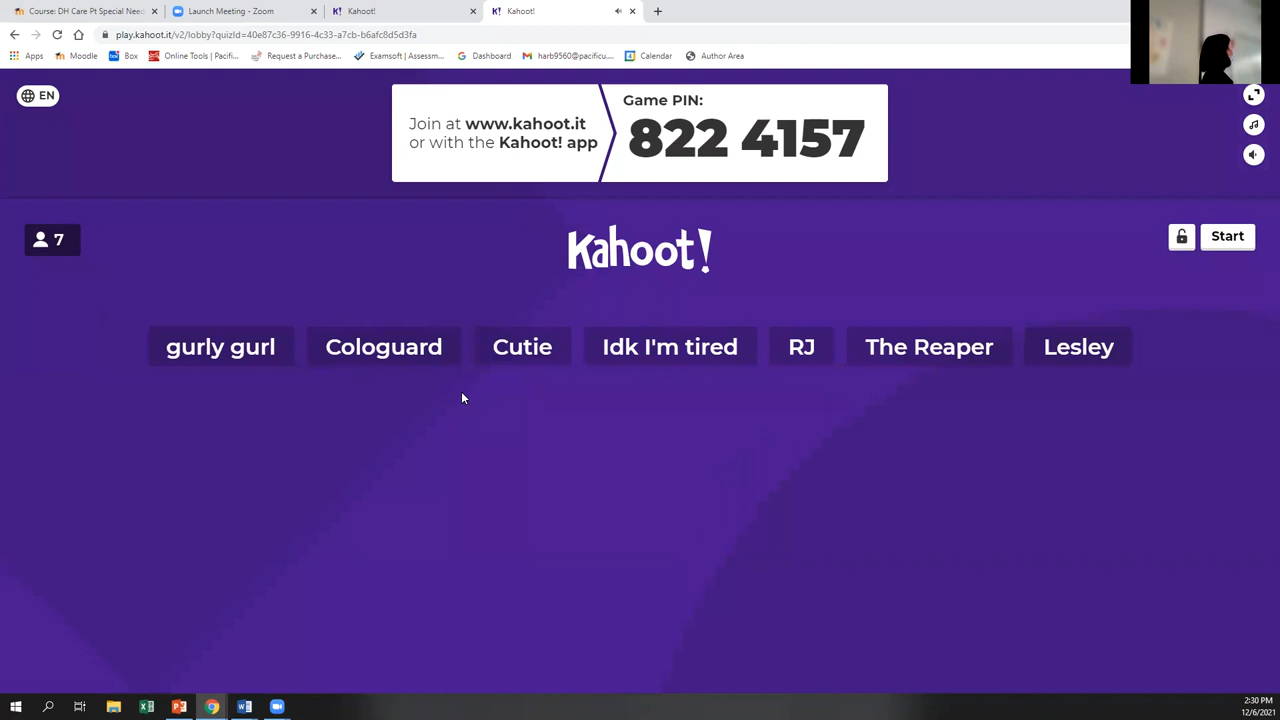 Course: DH Care Pt Special Nee
Launch Meeting - Zoom
Kahoot!
Kahoot!
play.kahoot.it/v2/lobby?quizId=40e87c36-9916-4c33-a7cb-b6afc8d5d3fa
Apps
Moodle
Box
Online Tools | Pacifi...
Request a Purchase...
Examsoft | Assessm...
Dashboard
harb9560@pacificu...
Calendar
Author Area
EN
Join at www.kahoot.it
or with the Kahoot! app
Game PIN:
822 4157
7
Kahoot!
Start
gurly gurl
Cologuard
Cutie
Idk I'm tired
RJ
The Reaper
Lesley
2:30 PM
12/6/2021